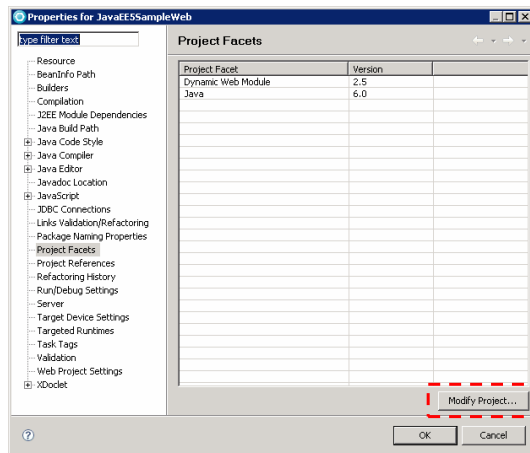 Properties for JavaEE5SampleWeb
type filter text
Project Facets
Resource
BeanInfo Path
Builders
Compilation
J2EE Module Dependencies
Java Build Path
Java Code Style
Java Compiler
Java Editor
Javadoc Location
JavaScript
JDBC Connections
Links Validation/Refactoring
Package Naming Properties
Project Facets
Project References
Refactoring History
Run/Debug Settings
Server
Target Device Settings
Targeted Runtimes
Task Tags
Validation
Web Project Settings
XDoclet
Project Facet Version
Dynamic Web Module 2.5
Java 6.0
Modify Project...
OK Cancel